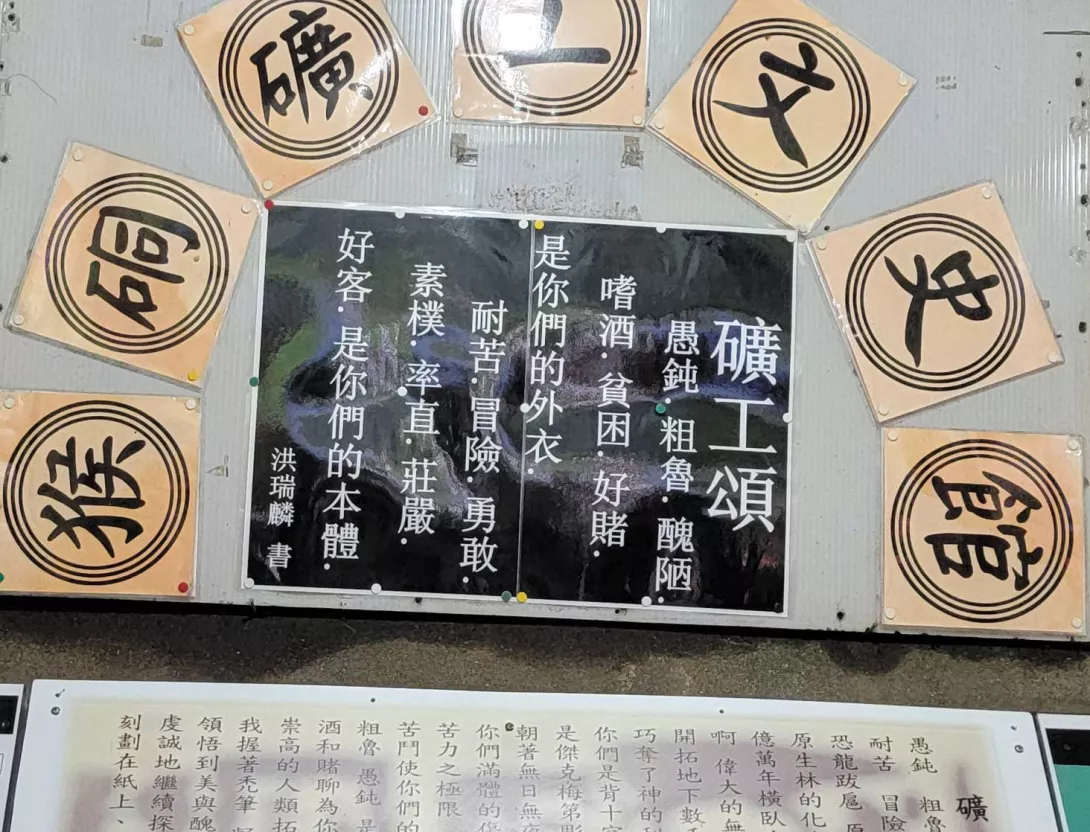 猴
硐
礦
工
文
史
館
礦工頌
愚鈍．粗魯．醜陋．
嗜酒．貧困．好賭．
是你們的外衣．
耐苦．冒險．勇敢．
素樸．率直．莊嚴．
好客．是你們的本體．
洪瑞麟 書
礦
愚鈍 粗魯
耐苦 冒險
恐龍跋扈 原
原生林的化
億萬年橫臥
啊 偉大的無
開拓地下數
巧奪了神的
你們是背十字
是傑克梅第彫
朝著無日無夜
你們滿體的傷
苦力之極限
苦鬥使你們的
粗魯 愚鈍 是
酒和賭聊為你
崇高的人類拓
我握著禿筆
領悟到美與醜
虔誠地繼續探
刻劃在紙上、